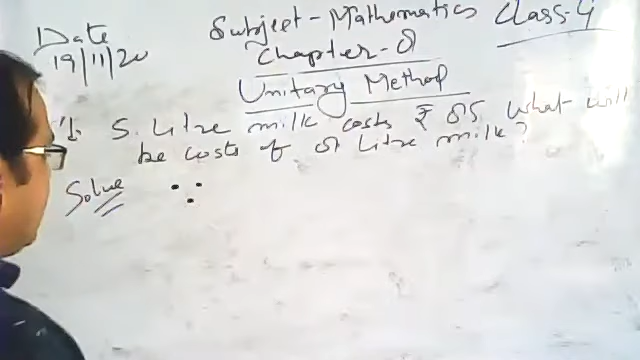 Date
19/11/20
Subject - Mathematics Class-4
Chapter - 8
Unitary Method
1. 5. Litre milk costs ₹ 85 what will
be costs of 8 Litre milk?
Solve ∵